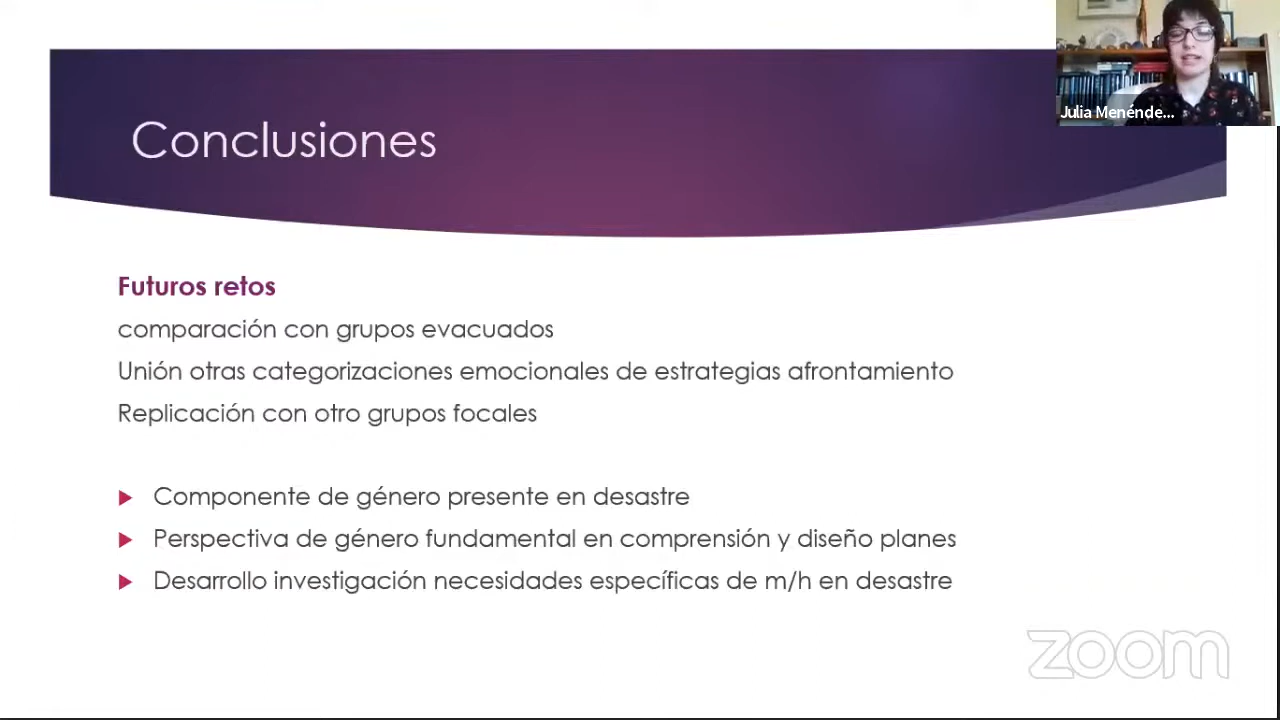 Conclusiones
Julia Menénde...
Futuros retos
comparación con grupos evacuados
Unión otras categorizaciones emocionales de estrategias afrontamiento
Replicación con otro grupos focales
Componente de género presente en desastre
Perspectiva de género fundamental en comprensión y diseño planes
Desarrollo investigación necesidades específicas de m/h en desastre
zoom